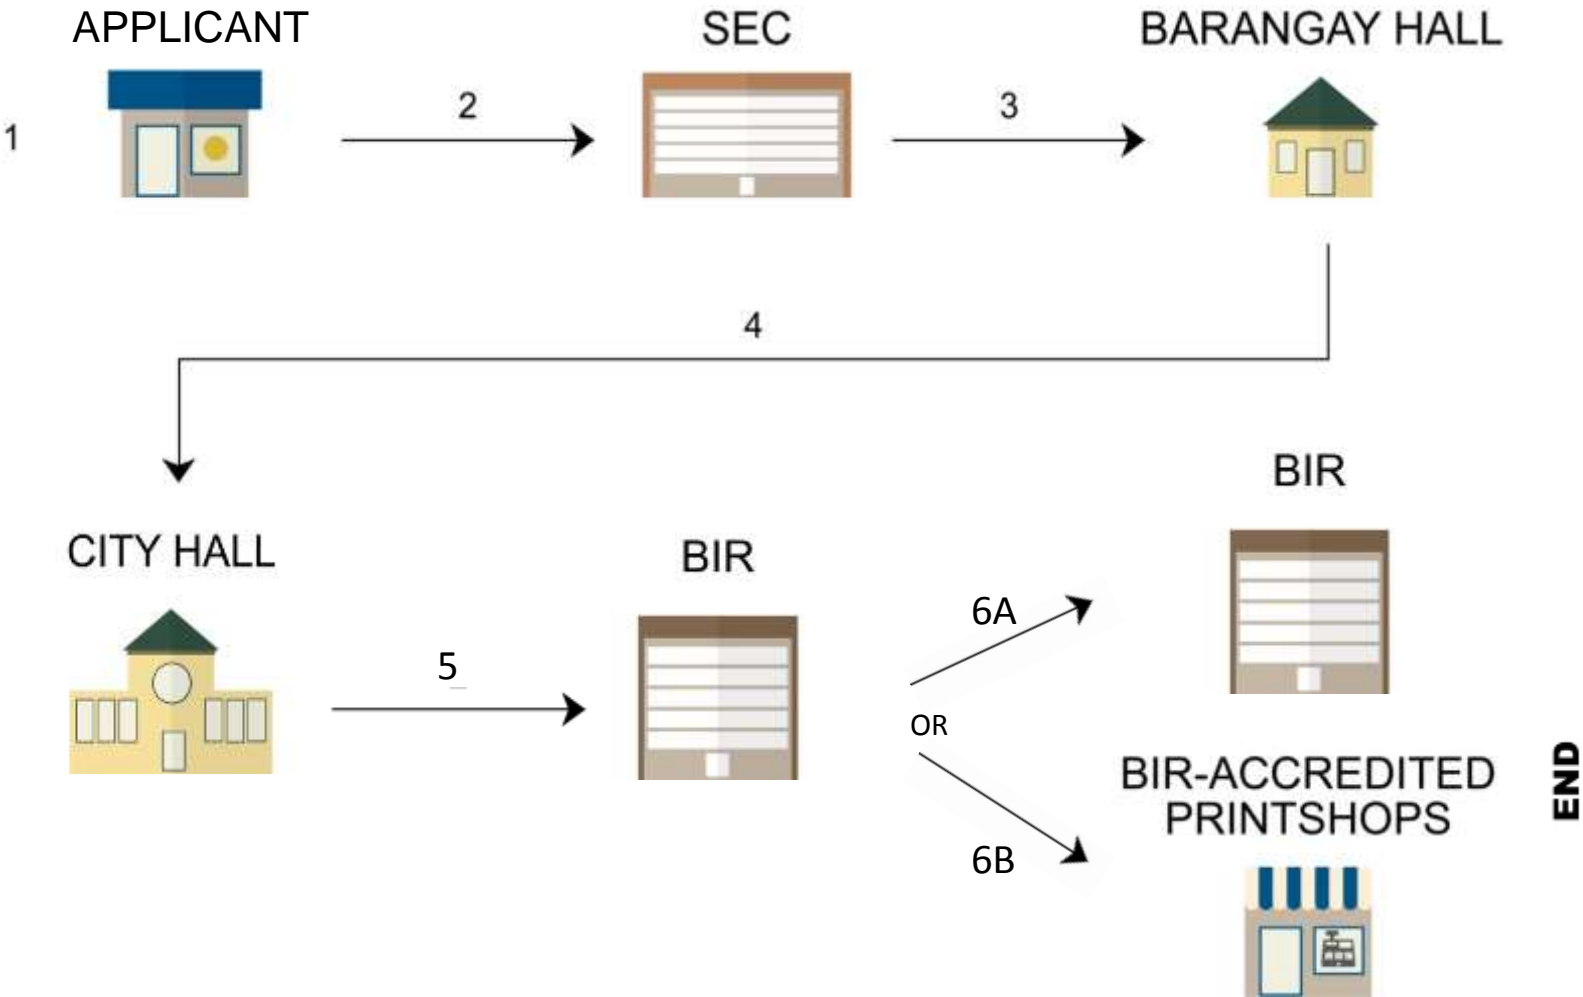 APPLICANT
SEC
BARANGAY HALL
1
2
3
4
CITY HALL
BIR
BIR
5
6A
OR
6B
BIR-ACCREDITED
PRINTSHOPS
END